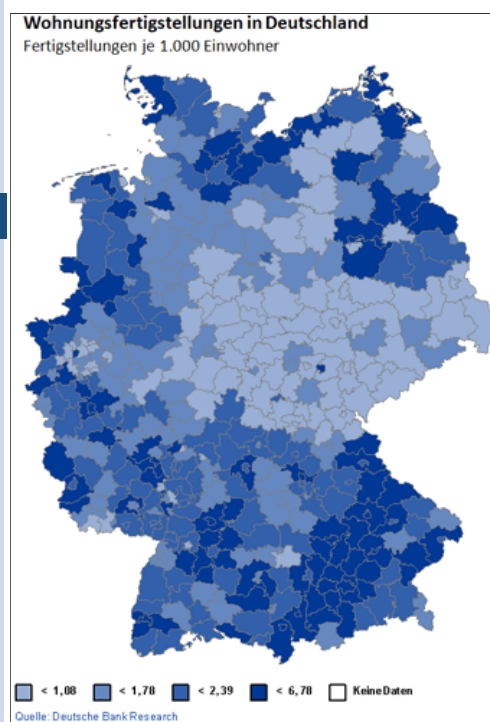 Wohnungsfertigstellungen in Deutschland
Fertigstellungen je 1.000 Einwohner
< 1,08 < 1,78 < 2,39 < 6,78 Keine Daten
Quelle: Deutsche Bank Research